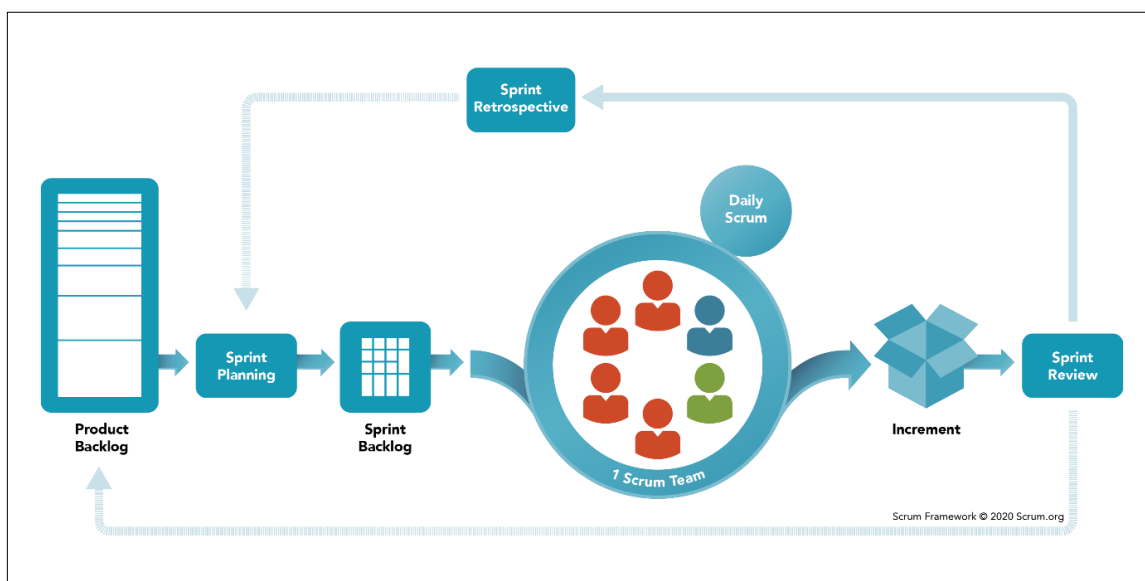 Sprint
Retrospective
Daily
Scrum
Sprint
Planning
Sprint
Review
Product
Backlog
Sprint
Backlog
1 Scrum Team
Increment
Scrum Framework © 2020 Scrum.org